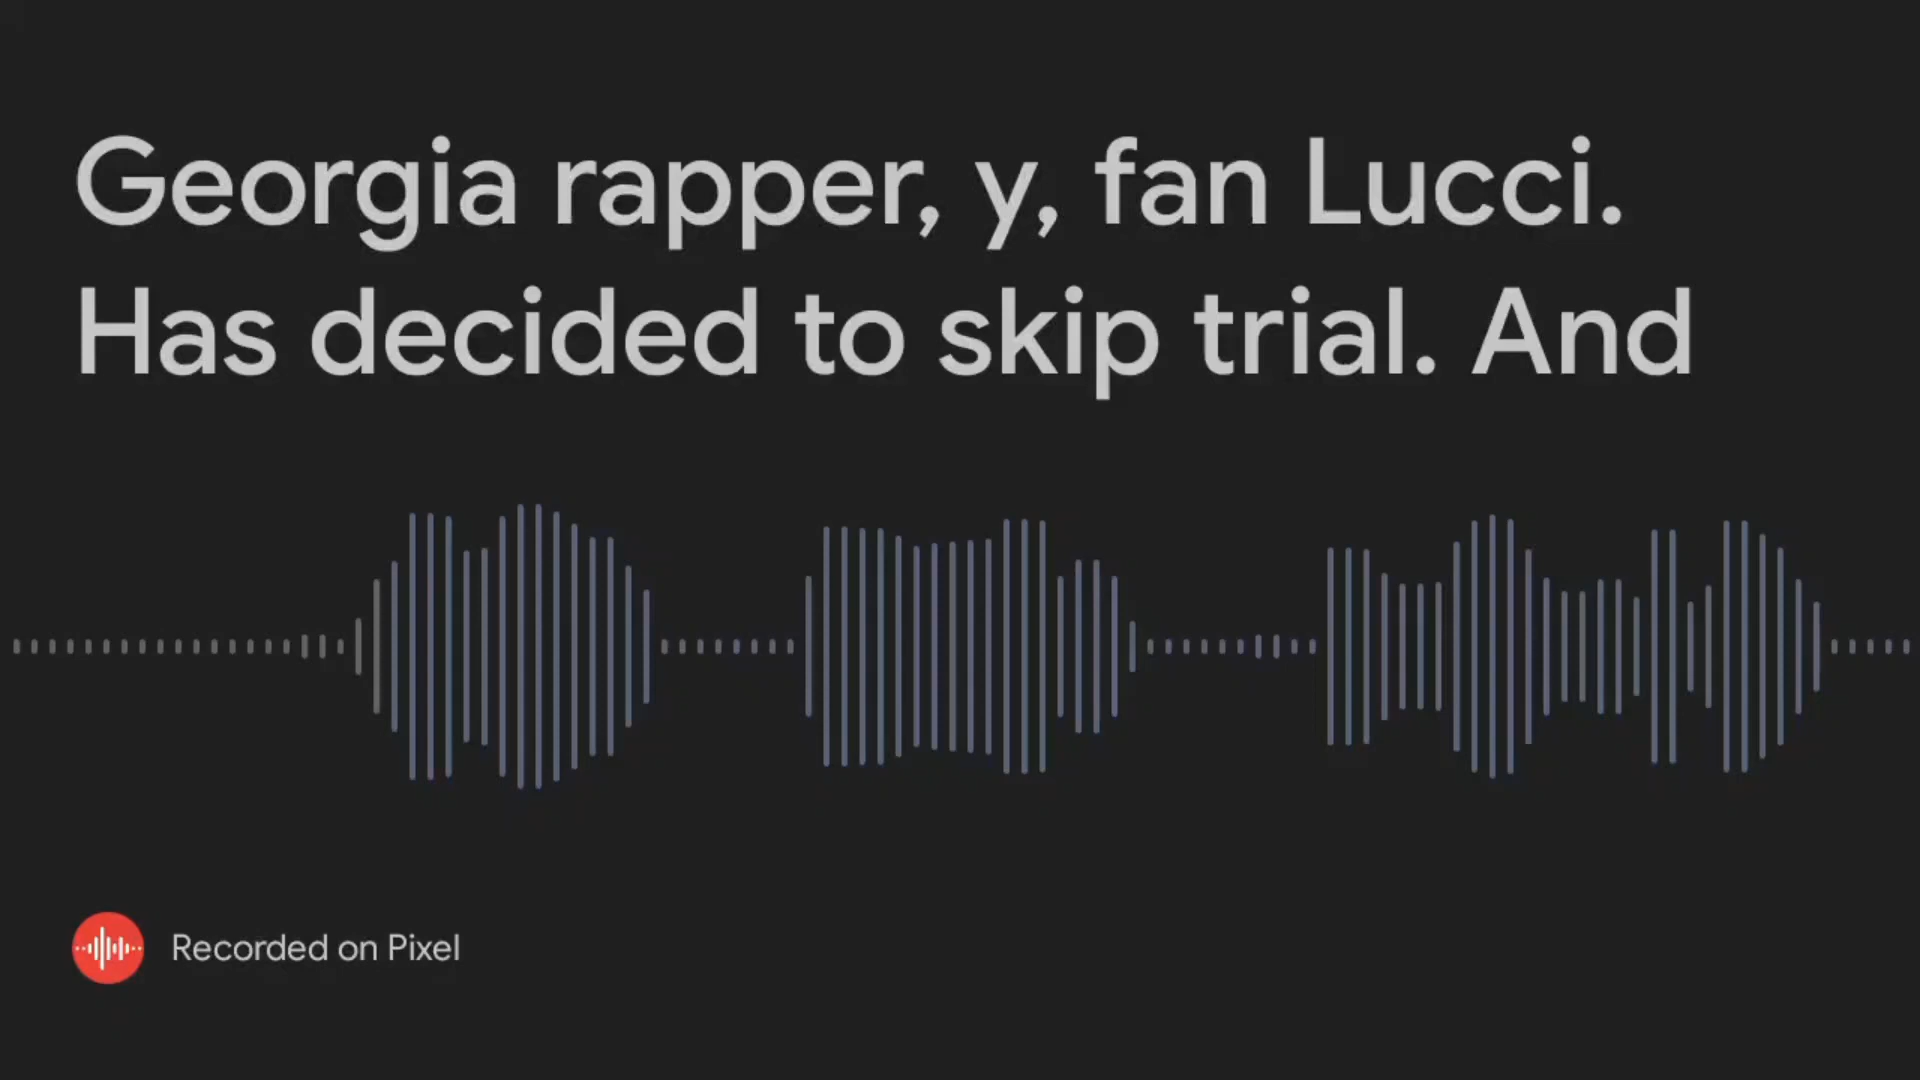 Georgia rapper, y, fan Lucci.
Has decided to skip trial. And
Recorded on Pixel